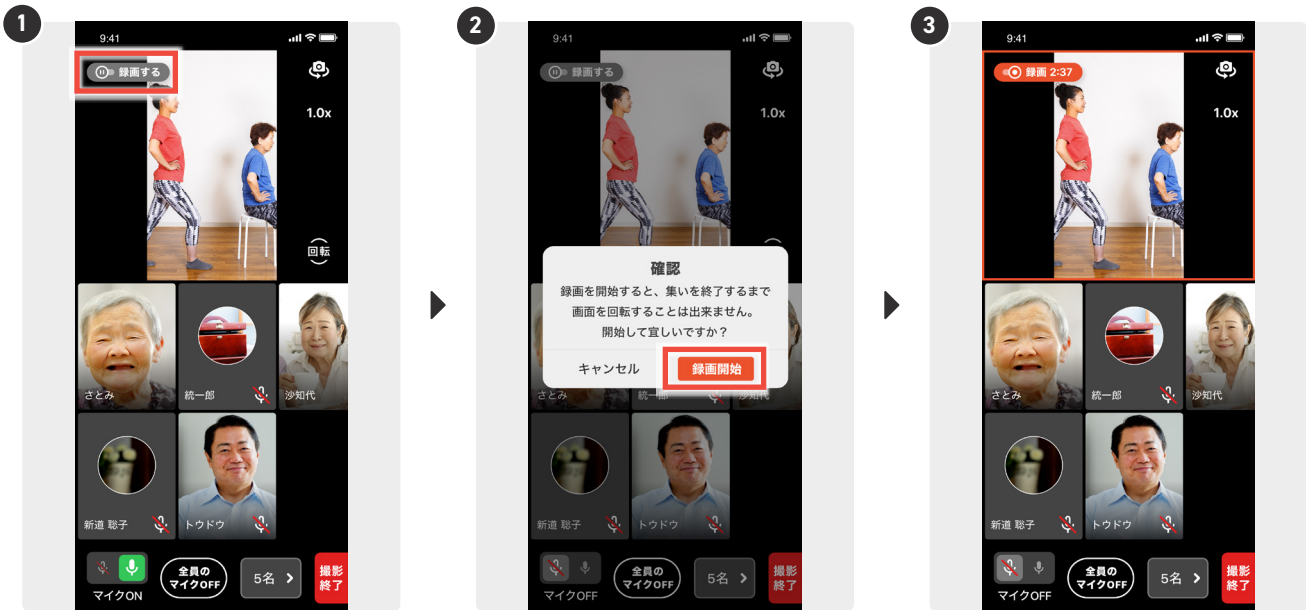 1
9:41
録画する
1.0x
回転
さとみ
統一郎
沙知代
新道 聡子
トウドウ
マイクON
全員の
マイクOFF
5名
撮影
終了
2
9:41
録画する
1.0x
確認
録画を開始すると、集いを終了するまで
画面を回転することは出来ません。
開始して宜しいですか？
キャンセル
録画開始
さとみ
統一郎
沙知代
新道 聡子
トウドウ
マイクOFF
全員の
マイクOFF
5名
撮影
終了
3
9:41
録画 2:37
1.0x
さとみ
統一郎
沙知代
新道 聡子
トウドウ
マイクOFF
全員の
マイクOFF
5名
撮影
終了